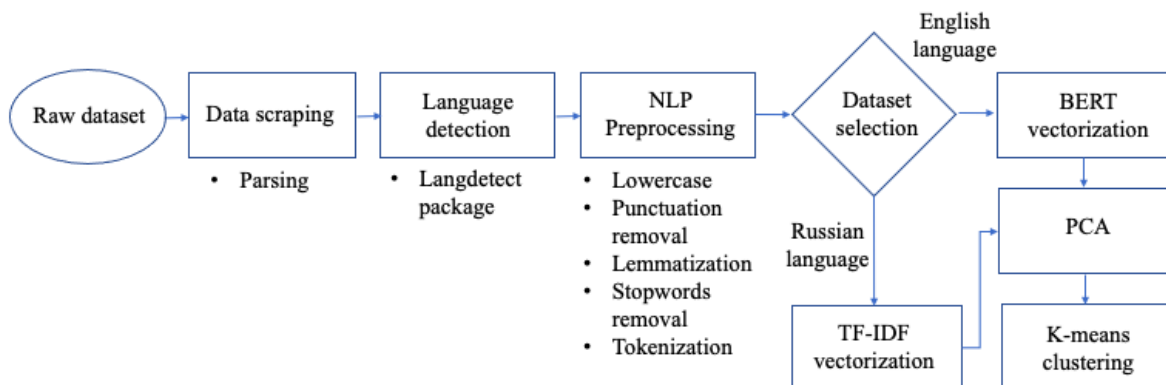 English
language
Raw dataset
Data scraping
Language
detection
NLP
Preprocessing
Dataset
selection
BERT
vectorization
• Parsing
• Langdetect
package
• Lowercase
• Punctuation
removal
• Lemmatization
• Stopwords
removal
• Tokenization
Russian
language
PCA
TF-IDF
vectorization
K-means
clustering